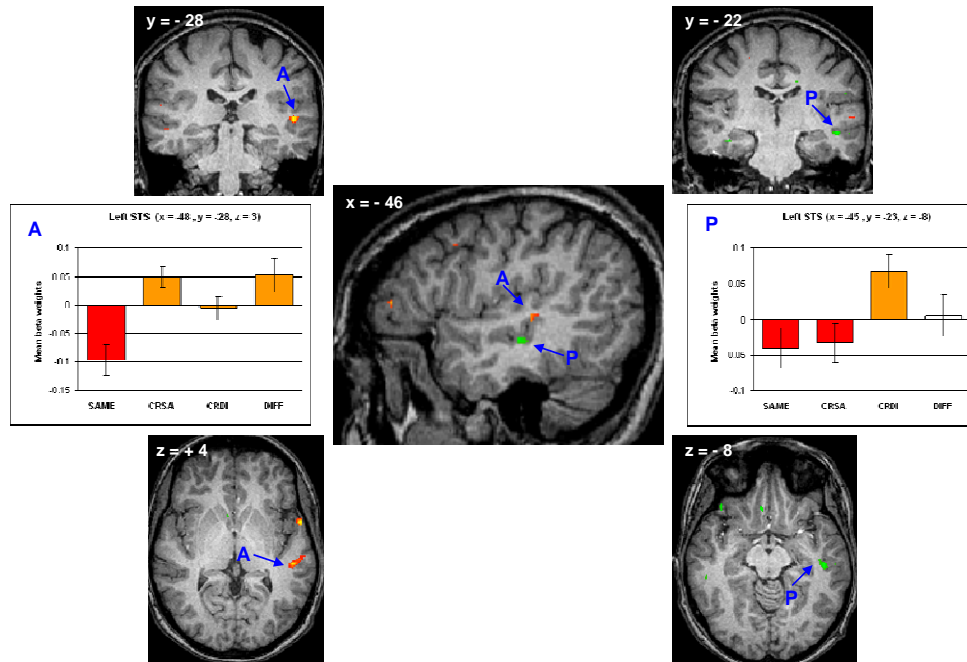 y = - 28
A
y = - 22
P
A
Left STS (x = -48 , y = -28, z = 3)
Mean beta weights
0.1
0.05
0
-0.05
-0.1
-0.15
SAME CRSA CRDI DIFF
x = - 46
A
P
P
Left STS (x = -45 , y = -23, z = -8)
Mean beta weights
0.1
0.05
0
0.05
-0.1
SAME CRSA CRDI DIFF
z = + 4
A
z = - 8
P